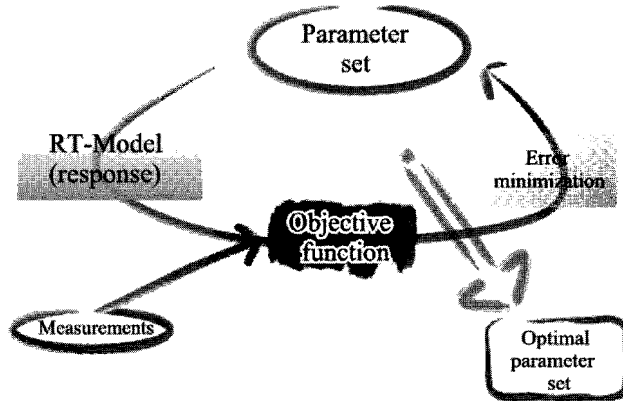 Parameter
set
RT-Model
(response)
Error
minimization
Objective
function
Measurements
Optimal
parameter
set